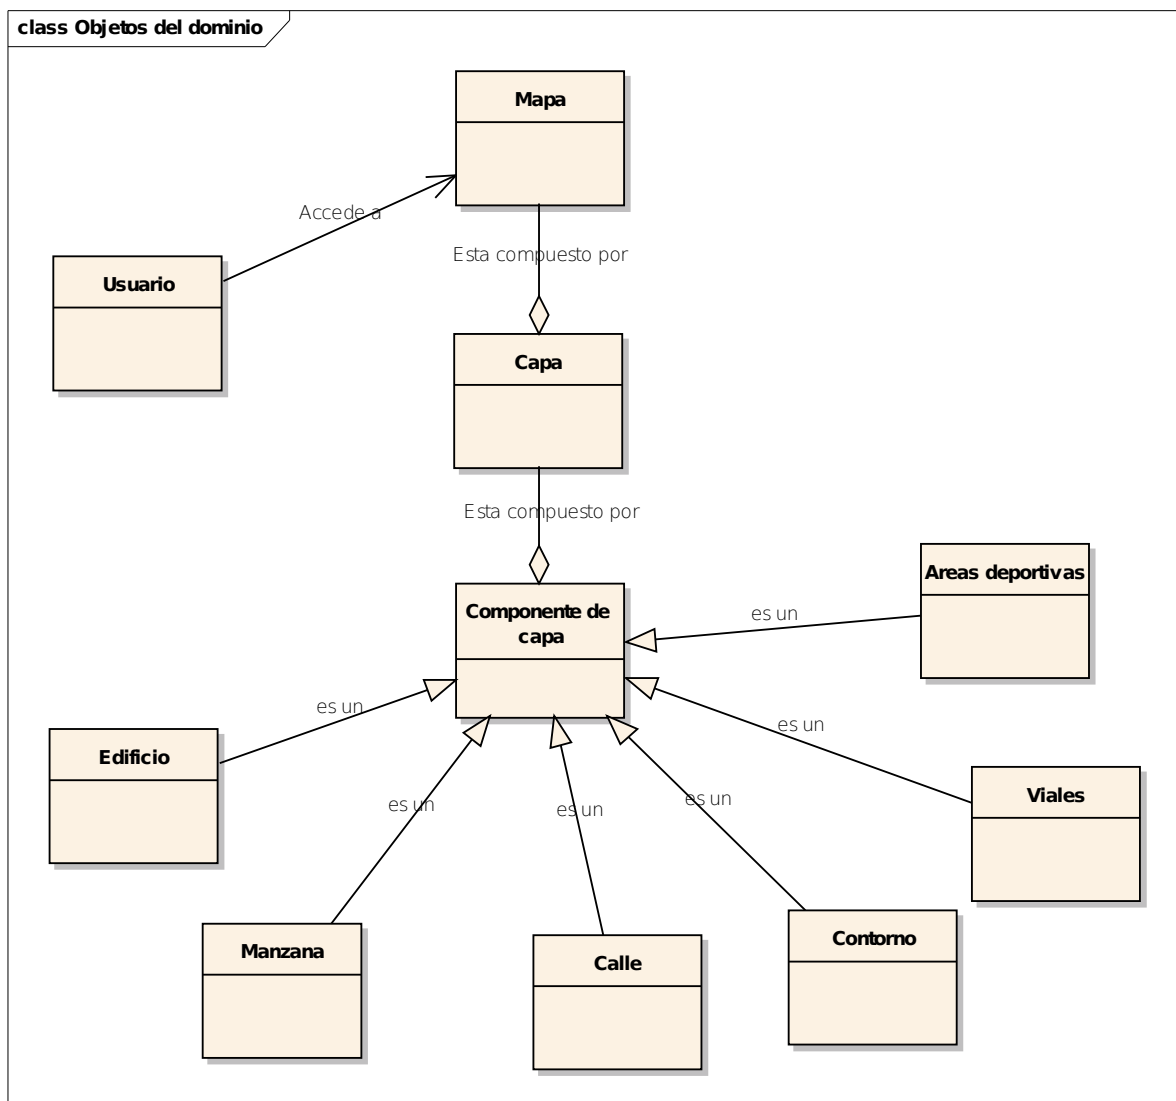 class Objetos del dominio
Mapa
Accede a
Esta compuesto por
Usuario
Capa
Esta compuesto por
Areas deportivas
Componente de
capa
es un
es un
es un
Edificio
es un
es un
es un
Viales
Manzana
Calle
Contorno